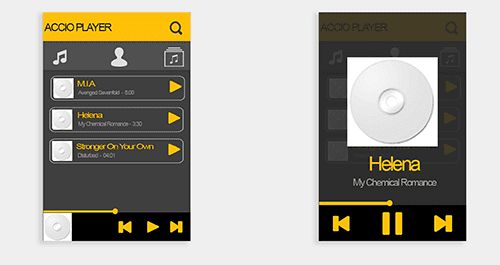 ACCIO PLAYER
M.I.A
Avenged Sevenfold - 5:00
Helena
My Chemical Romance - 3:30
Stronger On Your Own
Disturbed - 04:01
ACCIO PLAYER
Helena
My Chemical Romance